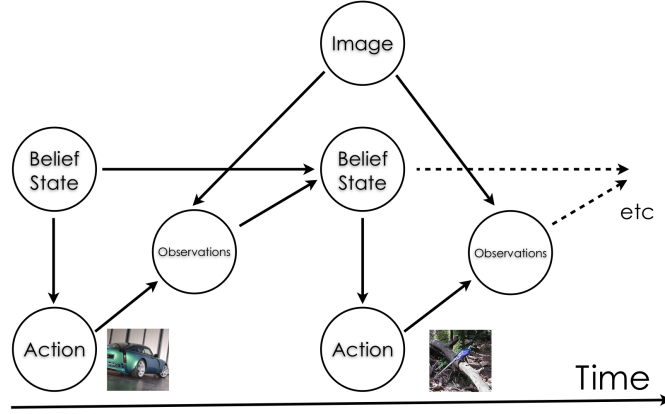 Image
Belief
State
Belief
State
etc
Observations
Observations
Action
Action
Time